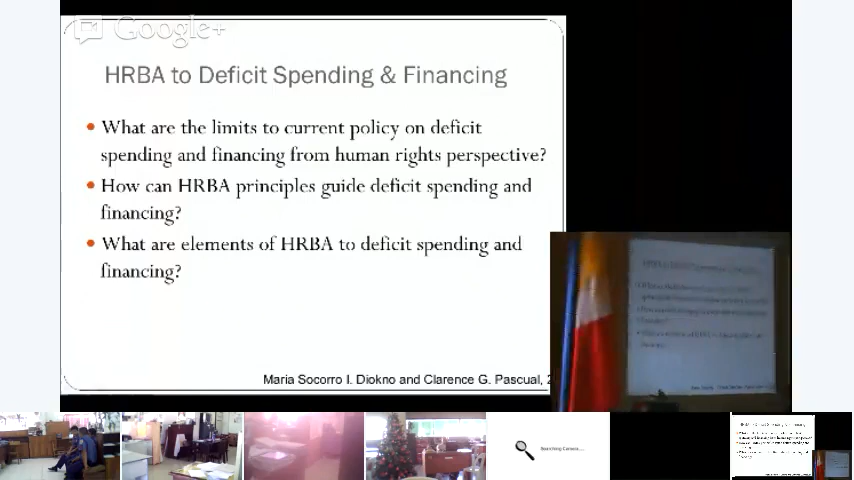 Google+
HRBA to Deficit Spending & Financing
What are the limits to current policy on deficit
spending and financing from human rights perspective?
How can HRBA principles guide deficit spending and
financing?
What are elements of HRBA to deficit spending and
financing?
Maria Socorro I. Diokno and Clarence G. Pascual, 2